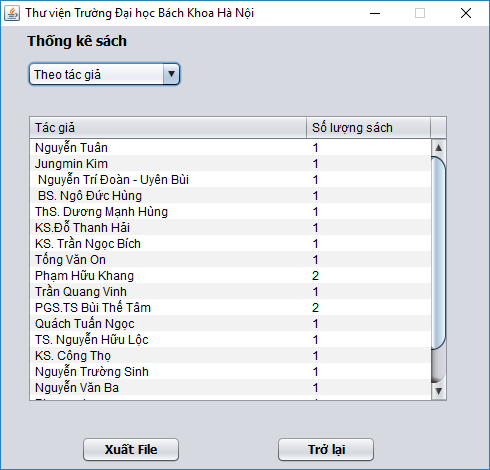 Thư viện Trường Đại học Bách Khoa Hà Nội
Thống kê sách
Theo tác giả
Tác giả Số lượng sách
Nguyễn Tuân 1
Jungmin Kim 1
Nguyễn Trí Đoàn - Uyên Bùi 1
BS. Ngô Đức Hùng 1
ThS. Dương Mạnh Hùng 1
KS.Đỗ Thanh Hải 1
KS. Trần Ngọc Bích 1
Tống Văn On 1
Phạm Hữu Khang 2
Trần Quang Vinh 1
PGS.TS Bùi Thế Tâm 2
Quách Tuấn Ngọc 1
TS. Nguyễn Hữu Lộc 1
KS. Công Thọ 1
Nguyễn Trường Sinh 1
Nguyễn Văn Ba 1
Xuất File Trở lại